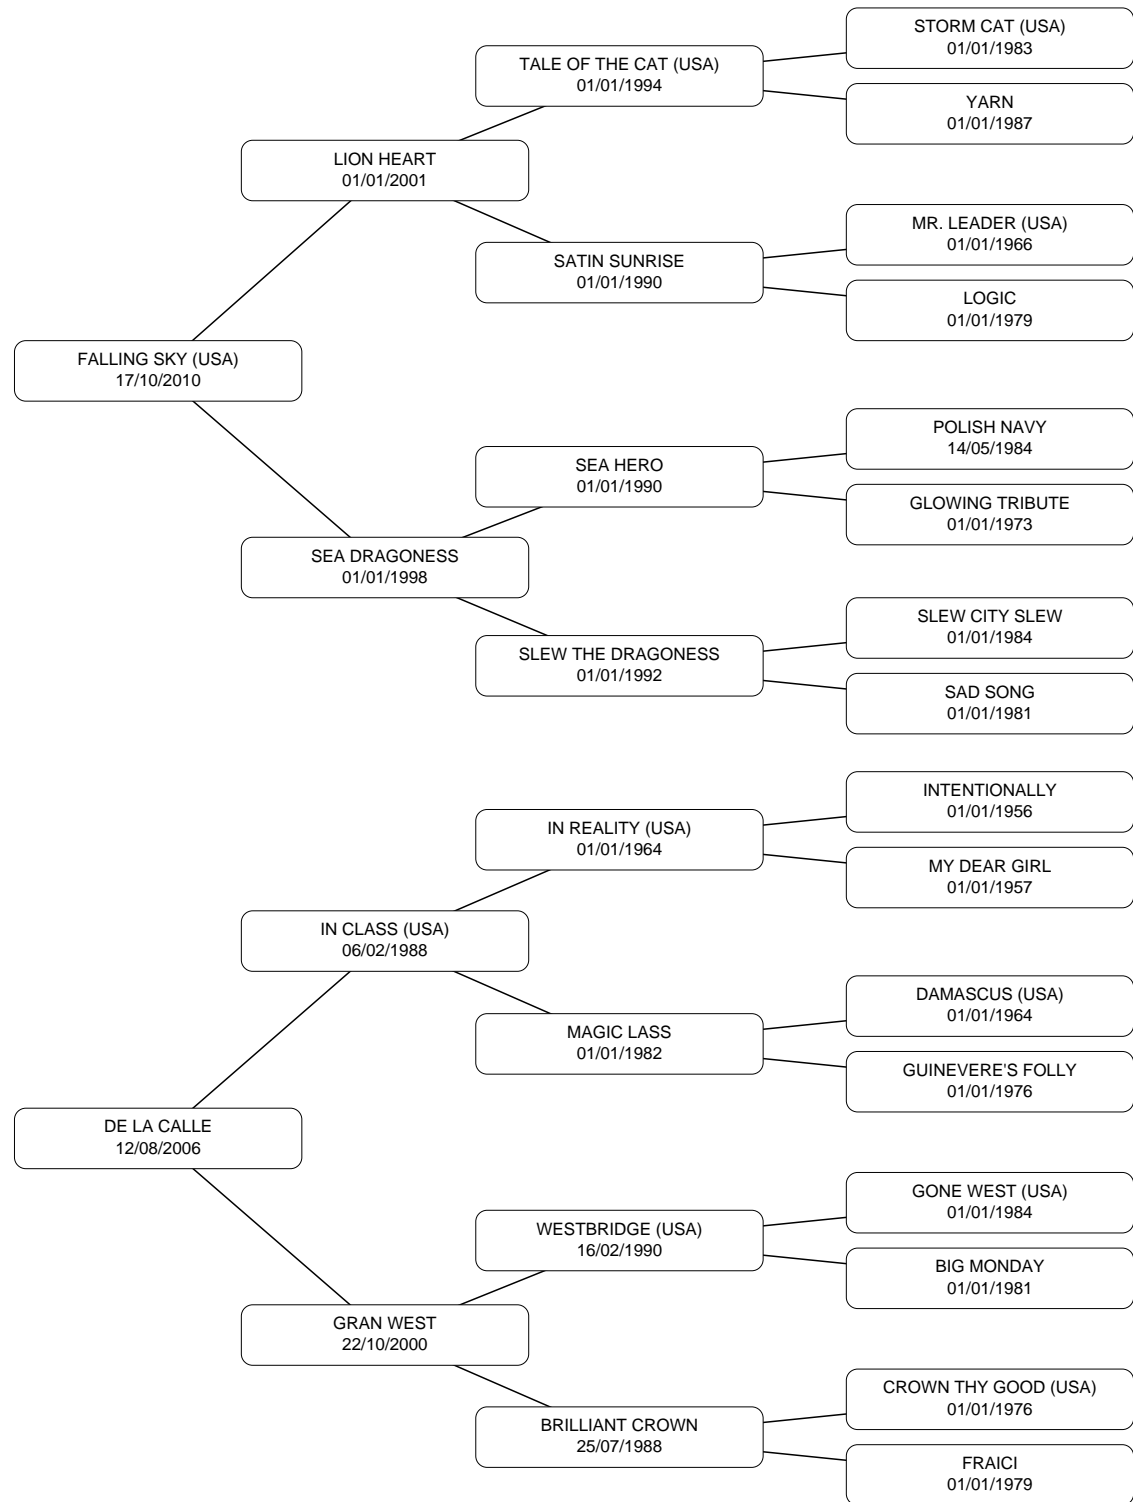 STORM CAT (USA)
01/01/1983
TALE OF THE CAT (USA)
01/01/1994
YARN
01/01/1987
LION HEART
01/01/2001
MR. LEADER (USA)
01/01/1966
SATIN SUNRISE
01/01/1990
LOGIC
01/01/1979
FALLING SKY (USA)
17/10/2010
POLISH NAVY
14/05/1984
SEA HERO
01/01/1990
GLOWING TRIBUTE
01/01/1973
SEA DRAGONESS
01/01/1998
SLEW CITY SLEW
01/01/1984
SLEW THE DRAGONESS
01/01/1992
SAD SONG
01/01/1981
INTENTIONALLY
01/01/1956
IN REALITY (USA)
01/01/1964
MY DEAR GIRL
01/01/1957
IN CLASS (USA)
06/02/1988
DAMASCUS (USA)
01/01/1964
MAGIC LASS
01/01/1982
GUINEVERE'S FOLLY
01/01/1976
DE LA CALLE
12/08/2006
GONE WEST (USA)
01/01/1984
WESTBRIDGE (USA)
16/02/1990
BIG MONDAY
01/01/1981
GRAN WEST
22/10/2000
CROWN THY GOOD (USA)
01/01/1976
BRILLIANT CROWN
25/07/1988
FRAICI
01/01/1979